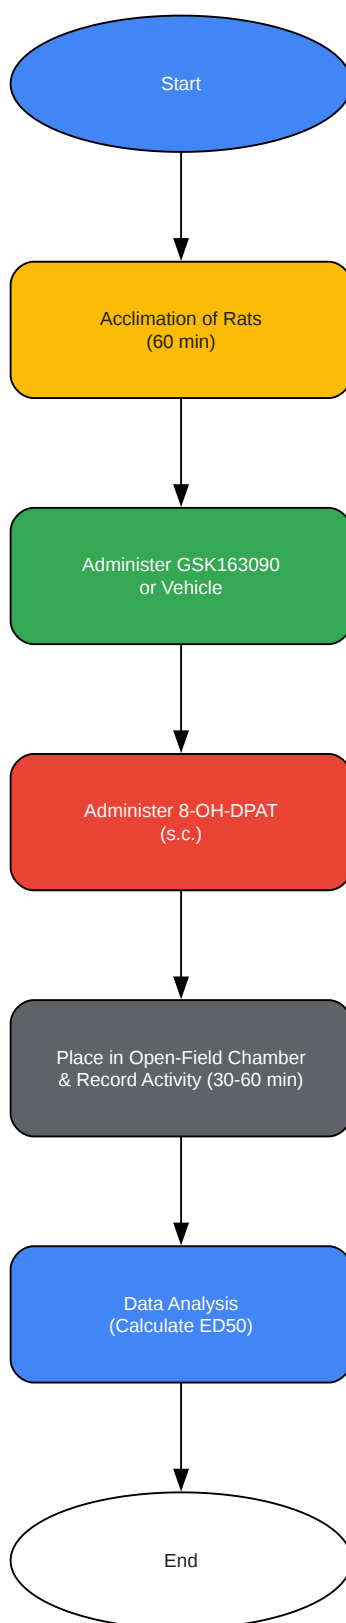 Start
Acclimation of Rats
(60 min)
Administer GSK163090
or Vehicle
Administer 8-OH-DPAT
(s.c.)
Place in Open-Field Chamber
& Record Activity (30-60 min)
Data Analysis
(Calculate ED50)
End